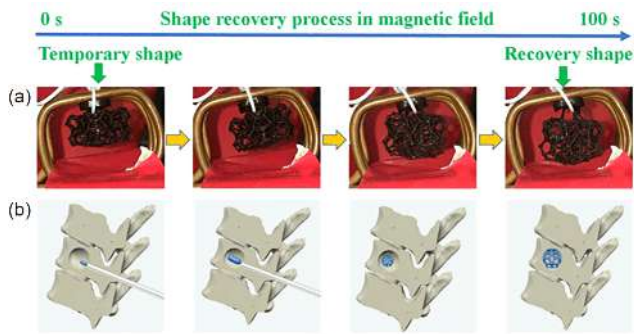 0 s Shape recovery process in magnetic field 100 s
Temporary shape Recovery shape
(a)
(b)